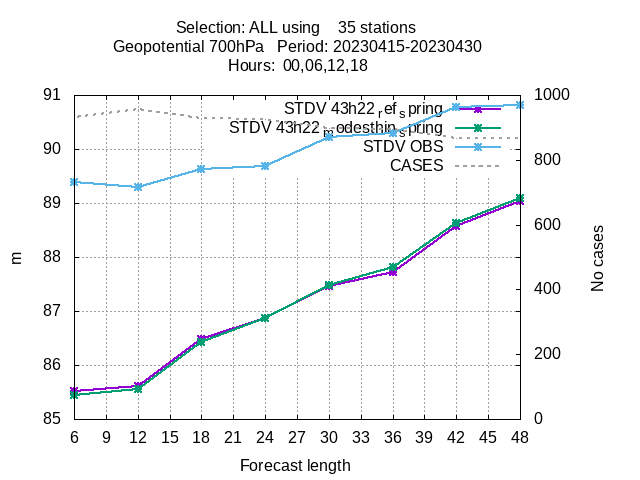 Selection: ALL using    35 stations
Geopotential 700hPa   Period: 20230415-20230430
Hours:  00,06,12,18
91 STDV 43h22_ref_spring 1000
STDV 43h22_modesthin_spring
90 STDV OBS
CASES 800
89
600
88
m
No cases
400
87
200
86
85 0
6 9 12 15 18 21 24 27 30 33 36 39 42 45 48
Forecast length